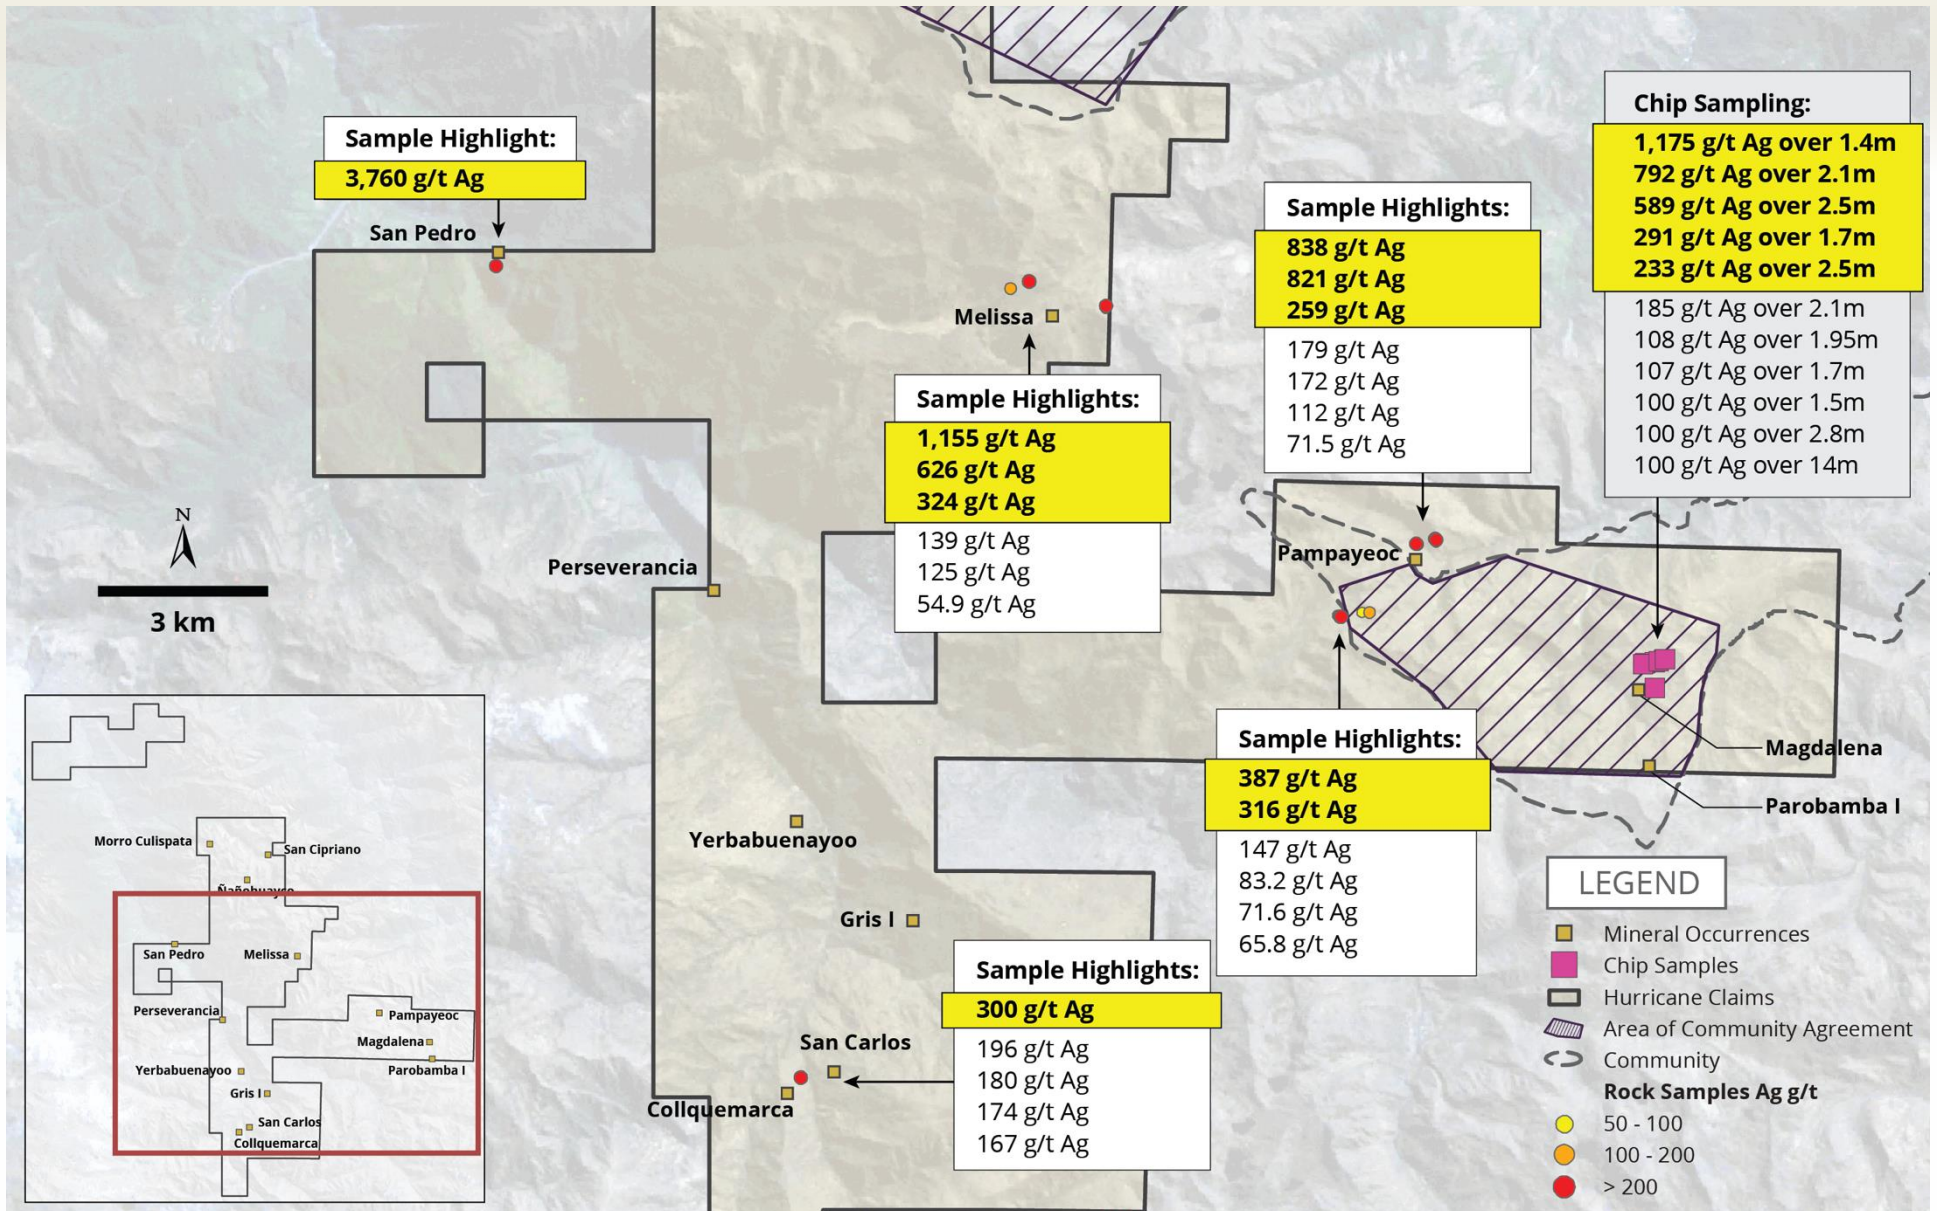 Sample Highlight:
3,760 g/t Ag
San Pedro
Melissa
Sample Highlights:
1,155 g/t Ag
626 g/t Ag
324 g/t Ag
139 g/t Ag
125 g/t Ag
54.9 g/t Ag
Sample Highlights:
838 g/t Ag
821 g/t Ag
259 g/t Ag
179 g/t Ag
172 g/t Ag
112 g/t Ag
71.5 g/t Ag
Chip Sampling:
1,175 g/t Ag over 1.4m
792 g/t Ag over 2.1m
589 g/t Ag over 2.5m
291 g/t Ag over 1.7m
233 g/t Ag over 2.5m
185 g/t Ag over 2.1m
108 g/t Ag over 1.95m
107 g/t Ag over 1.7m
100 g/t Ag over 1.5m
100 g/t Ag over 2.8m
100 g/t Ag over 14m
N
3 km
Perseverancia
Pampayeoc
Magdalena
Parobamba I
Sample Highlights:
387 g/t Ag
316 g/t Ag
147 g/t Ag
83.2 g/t Ag
71.6 g/t Ag
65.8 g/t Ag
Yerbabuenayoo
Gris I
San Carlos
Collquemarca
Sample Highlights:
300 g/t Ag
196 g/t Ag
180 g/t Ag
174 g/t Ag
167 g/t Ag
Morro Culispata
San Cipriano
Ñañohuayco
San Pedro
Melissa
Perseverancia
Pampayeoc
Magdalena
Parobamba I
Yerbabuenayoo
Gris I
San Carlos
Collquemarca
LEGEND
Mineral Occurrences
Chip Samples
Hurricane Claims
Area of Community Agreement
Community
Rock Samples Ag g/t
50 - 100
100 - 200
> 200